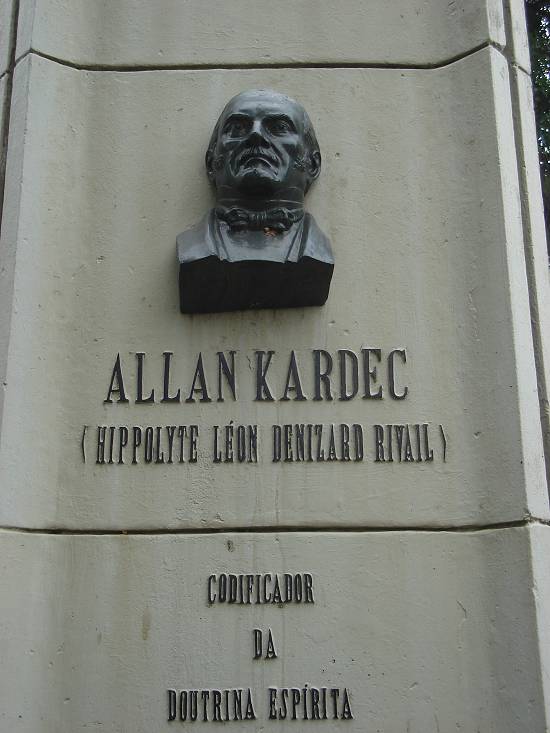 ALLAN KARDEC
(HIPPOLYTE LÉON DENIZARD RIVAIL)
CODIFICADOR
DA
DOUTRINA ESPÍRITA